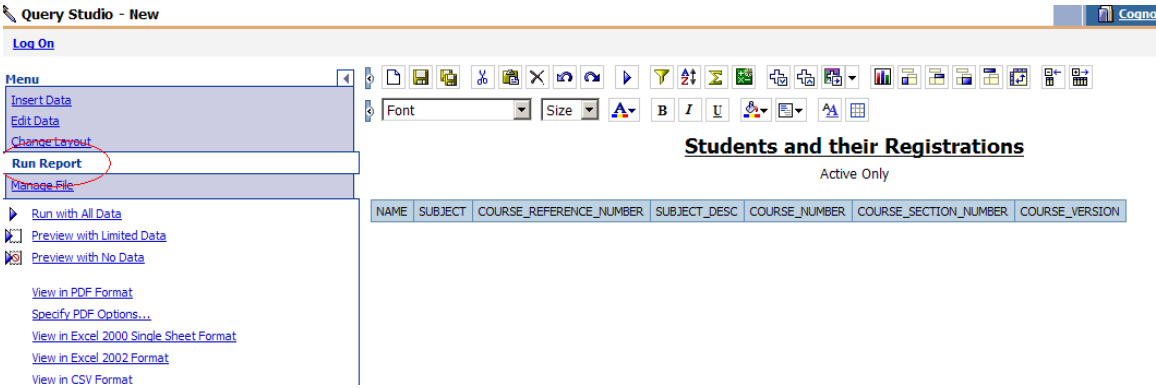 Query Studio - New
Cogno
Log On
Menu
Insert Data
Edit Data
Change Layout
Run Report
Manage File
Run with All Data
Preview with Limited Data
Preview with No Data
View in PDF Format
Specify PDF Options...
View in Excel 2000 Single Sheet Format
View in Excel 2002 Format
View in CSV Format
Font Size A B I U AA
Students and their Registrations
Active Only
NAME SUBJECT COURSE_REFERENCE_NUMBER SUBJECT_DESC COURSE_NUMBER COURSE_SECTION_NUMBER COURSE_VERSION